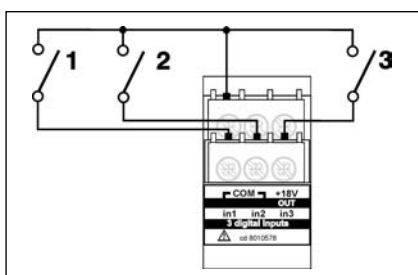 1 2 3
COM +18V
OUT
in1 in2 in3
3 digital inputs
cd 8010578